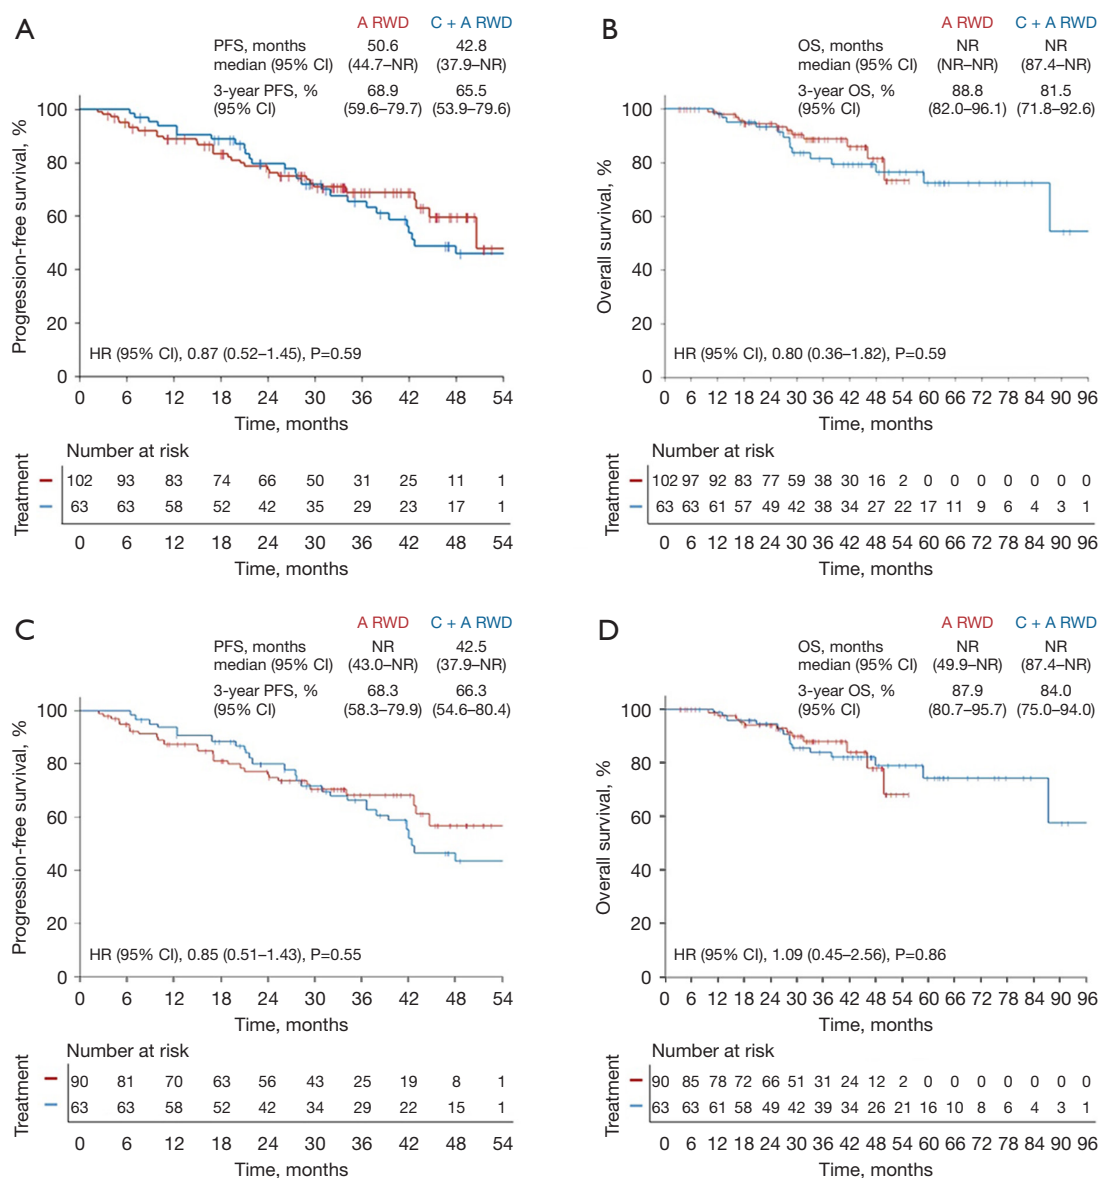 A
A RWD C + A RWD
PFS, months 50.6 42.8
median (95% CI) (44.7–NR) (37.9–NR)
3-year PFS, % 68.9 65.5
(95% CI) (59.6–79.7) (53.9–79.6)
Progression-free survival, %
100
80
60
40
20
0
HR (95% CI), 0.87 (0.52–1.45), P=0.59
0 6 12 18 24 30 36 42 48 54
Time, months
Treatment
Number at risk
102 93 83 74 66 50 31 25 11 1
63 63 58 52 42 35 29 23 17 1
0 6 12 18 24 30 36 42 48 54
Time, months
B
A RWD C + A RWD
OS, months NR NR
median (95% CI) (NR–NR) (87.4–NR)
3-year OS, % 88.8 81.5
(95% CI) (82.0–96.1) (71.8–92.6)
Overall survival, %
100
80
60
40
20
0
HR (95% CI), 0.80 (0.36–1.82), P=0.59
0 6 12 18 24 30 36 42 48 54 60 66 72 78 84 90 96
Time, months
Treatment
Number at risk
102 97 92 83 77 59 38 30 16 2 0 0 0 0 0 0 0
63 63 61 57 49 42 38 34 27 22 17 11 9 6 4 3 1
0 6 12 18 24 30 36 42 48 54 60 66 72 78 84 90 96
Time, months
C
A RWD C + A RWD
PFS, months NR 42.5
median (95% CI) (43.0–NR) (37.9–NR)
3-year PFS, % 68.3 66.3
(95% CI) (58.3–79.9) (54.6–80.4)
Progression-free survival, %
100
80
60
40
20
0
HR (95% CI), 0.85 (0.51–1.43), P=0.55
0 6 12 18 24 30 36 42 48 54
Time, months
Treatment
Number at risk
90 81 70 63 56 43 25 19 8 1
63 63 58 52 42 34 29 22 15 1
0 6 12 18 24 30 36 42 48 54
Time, months
D
A RWD C + A RWD
OS, months NR NR
median (95% CI) (49.9–NR) (87.4–NR)
3-year OS, % 87.9 84.0
(95% CI) (80.7–95.7) (75.0–94.0)
Overall survival, %
100
80
60
40
20
0
HR (95% CI), 1.09 (0.45–2.56), P=0.86
0 6 12 18 24 30 36 42 48 54 60 66 72 78 84 90 96
Time, months
Treatment
Number at risk
90 85 78 72 66 51 31 24 12 2 0 0 0 0 0 0 0
63 63 61 58 49 42 39 34 26 21 16 10 8 6 4 3 1
0 6 12 18 24 30 36 42 48 54 60 66 72 78 84 90 96
Time, months